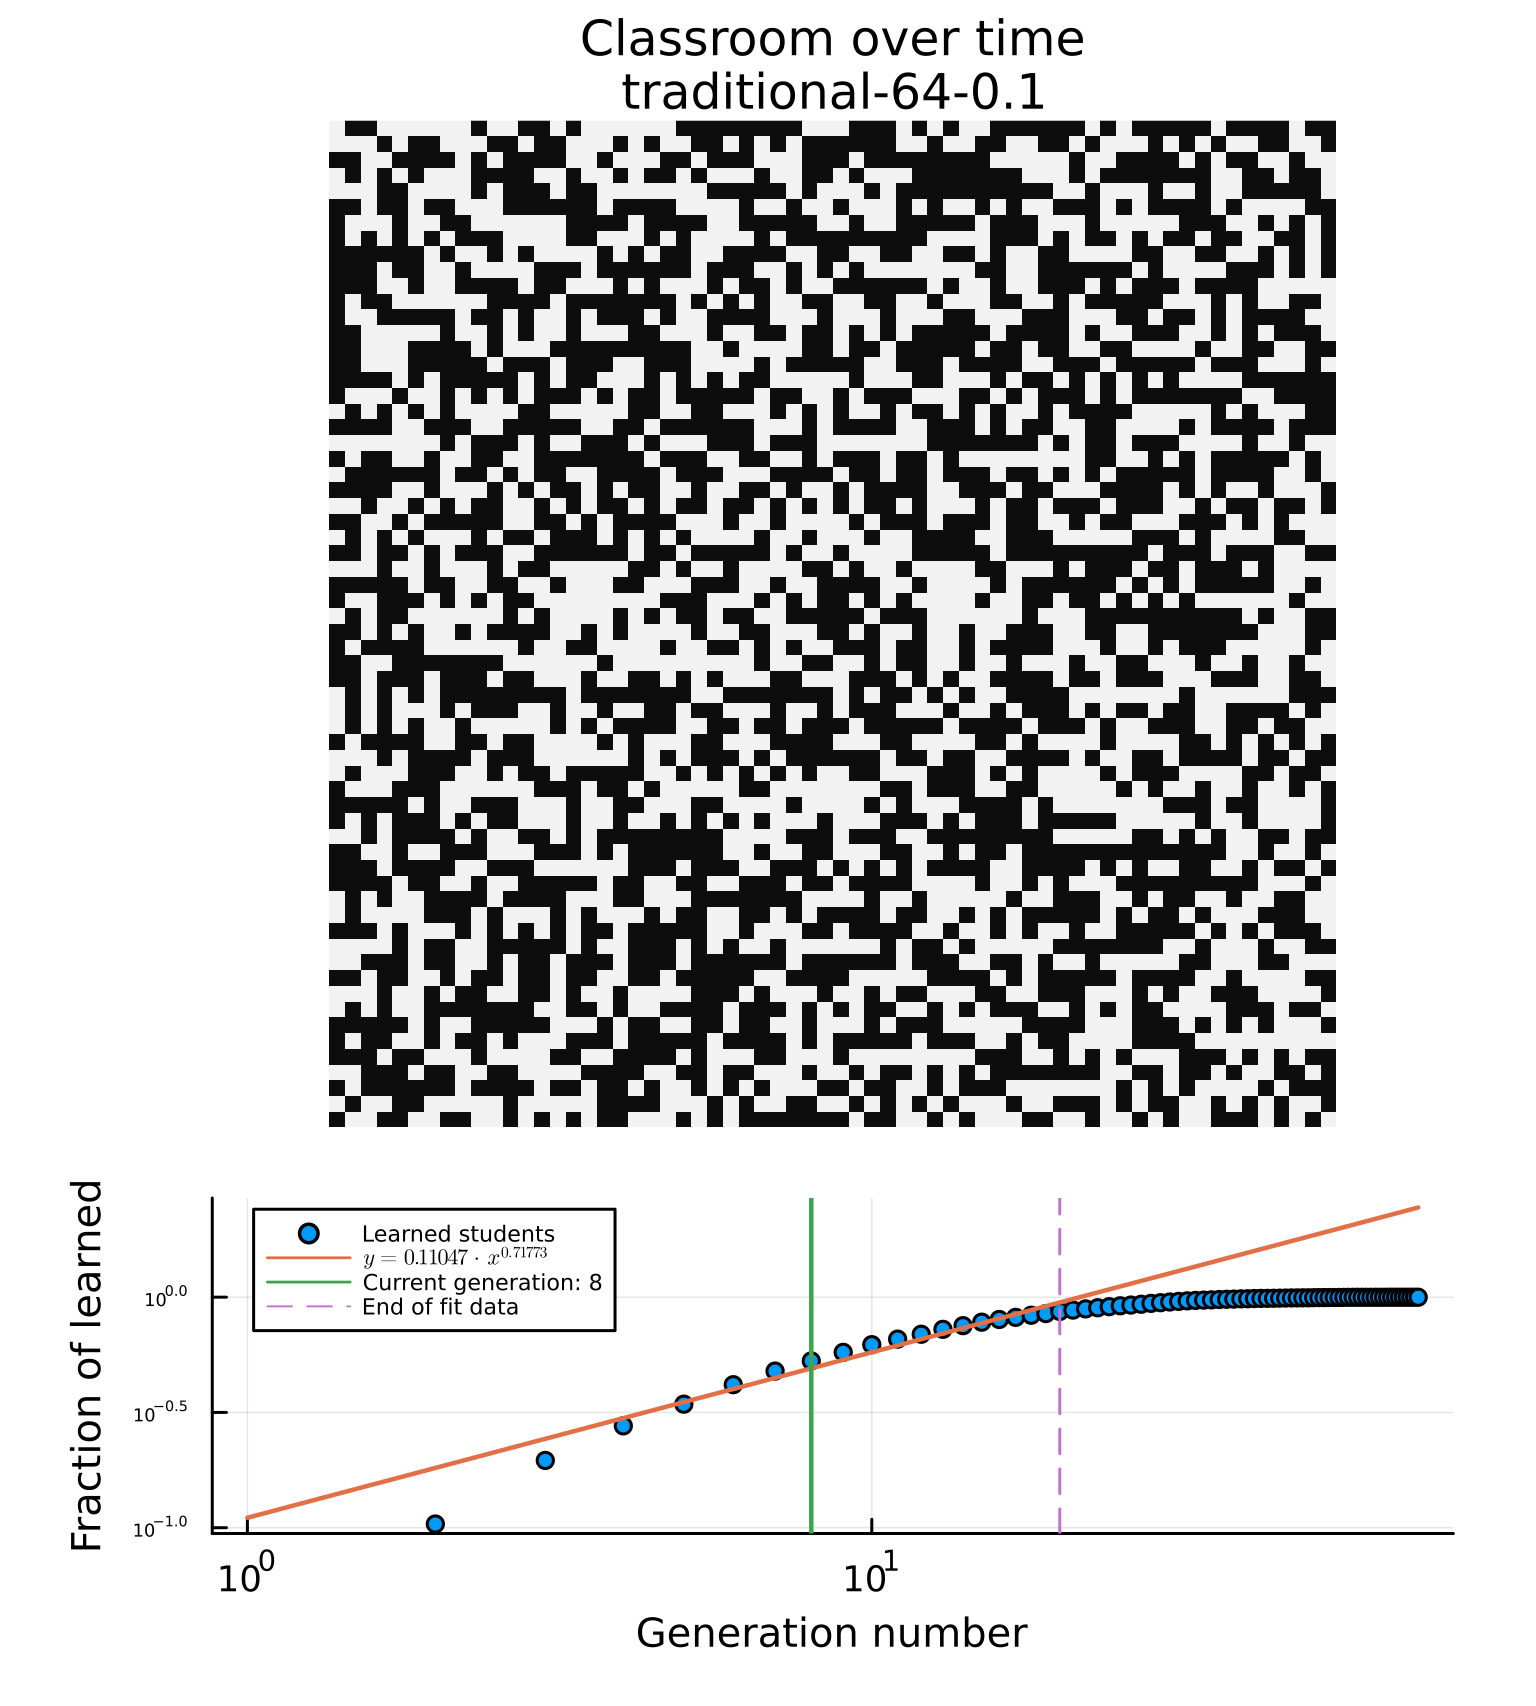 Classroom over time
traditional-64-0.1
Learned students
y = 0.11047 · x^0.71773
Current generation: 8
End of fit data
Fraction of learned
10^0.0
10^−0.5
10^−1.0
10^0
10^1
Generation number